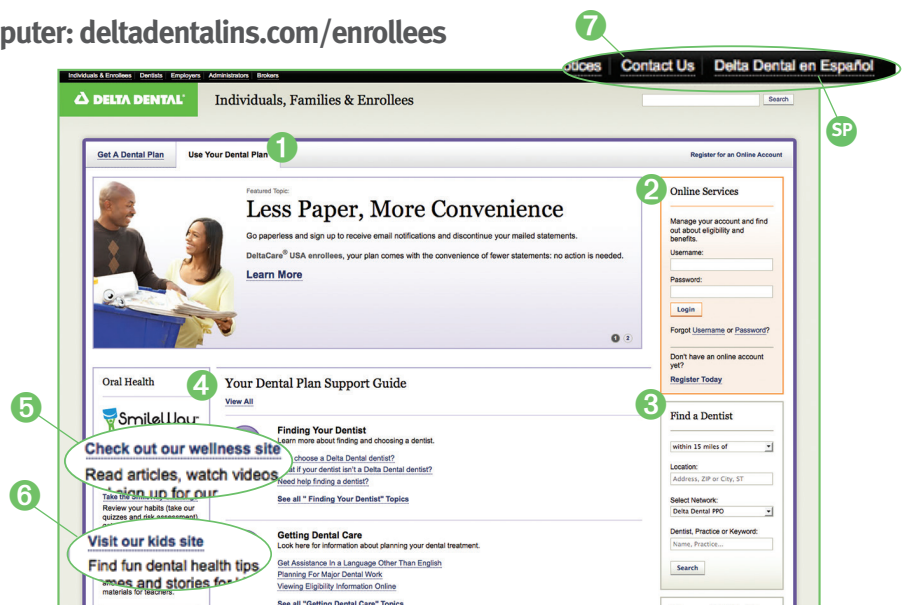 puter: deltadentalins.com/enrollees
7
Contact Us Delta Dental en Español
SP
Individuals & Enrollees Dentists Employers Administrators Brokers
DELTA DENTAL
Individuals, Families & Enrollees
Search
Get A Dental Plan
Use Your Dental Plan
1
Register for an Online Account
Featured Topic:
Less Paper, More Convenience
Go paperless and sign up to receive email notifications and discontinue your mailed statements.
DeltaCare® USA enrollees, your plan comes with the convenience of fewer statements: no action is needed.
Learn More
1 2
2
Online Services
Manage your account and find
out about eligibility and
benefits.
Username:
Password:
Login
Forgot Username or Password?
Don't have an online account
yet?
Register Today
Oral Health
SmileWay
5
Check out our wellness site
Read articles, watch videos
sign up for our
Take the
Review your habits (take our
quizzes and risk assessment)
6
Visit our kids site
Find fun dental health tips
and stories for
materials for teachers.
4
Your Dental Plan Support Guide
View All
Finding Your Dentist
Learn more about finding and choosing a dentist.
choose a Delta Dental dentist?
if your dentist isn't a Delta Dental dentist?
Need help finding a dentist?
See all " Finding Your Dentist" Topics
Getting Dental Care
Look here for information about planning your dental treatment.
Get Assistance In a Language Other Than English
Planning For Major Dental Work
Viewing Eligibility Information Online
See all "Getting Dental Care" Topics
3
Find a Dentist
within 15 miles of
Location:
Address, ZIP or City, ST
Select Network:
Delta Dental PPO
Dentist, Practice or Keyword:
Name, Practice...
Search